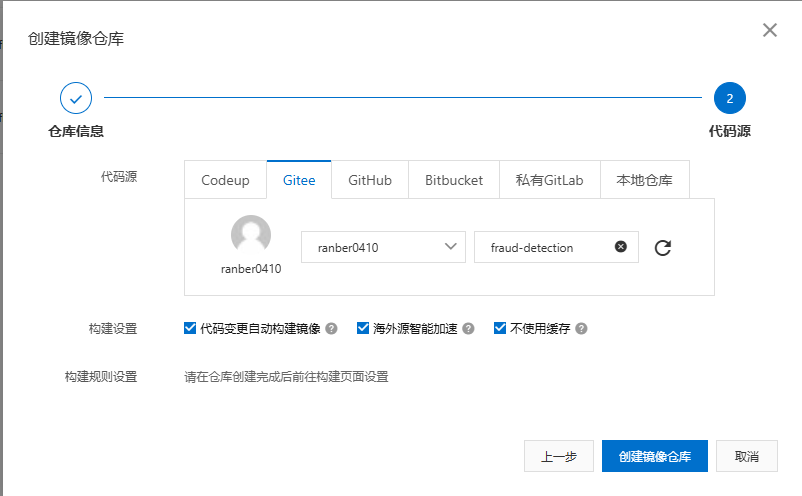 创建镜像仓库
2
仓库信息
代码源
代码源
Codeup
Gitee
GitHub
Bitbucket
私有GitLab
本地仓库
ranber0410
ranber0410
fraud-detection
构建设置
代码变更自动构建镜像
海外源智能加速
不使用缓存
构建规则设置
请在仓库创建完成后前往构建页面设置
上一步
创建镜像仓库
取消